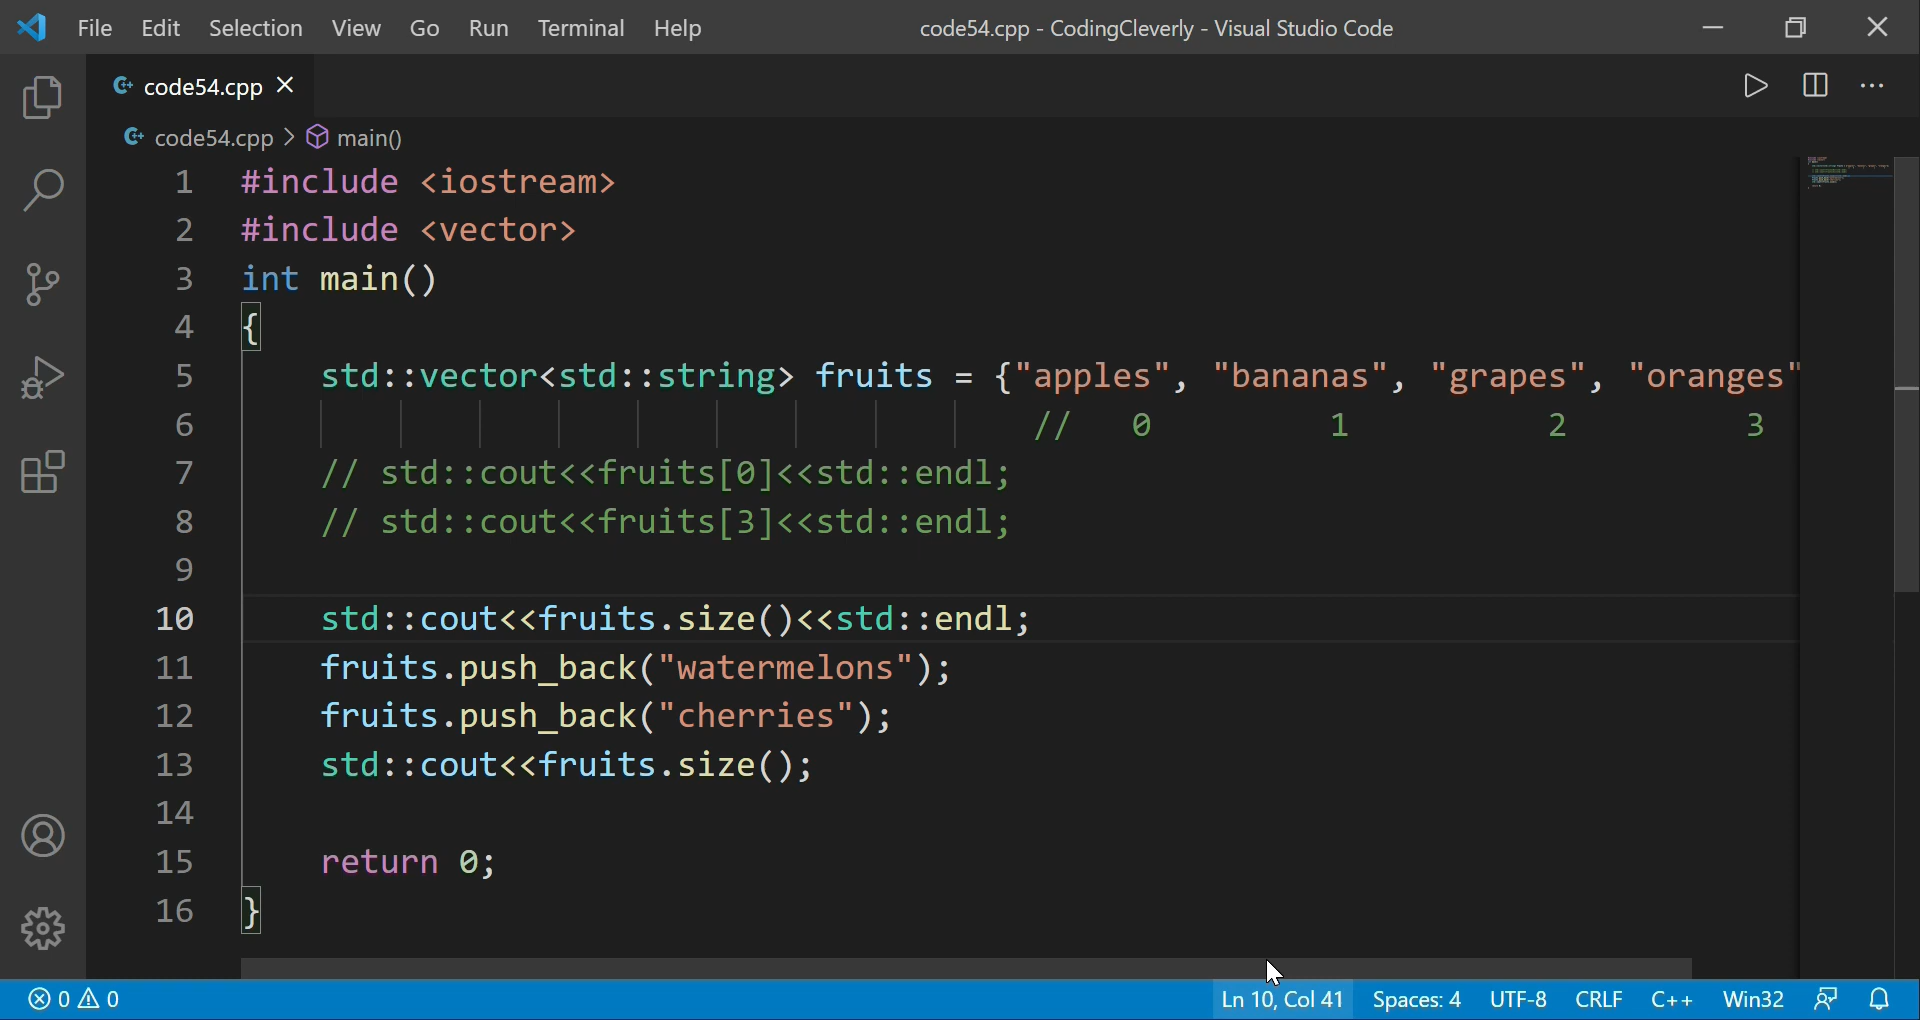 File Edit Selection View Go Run Terminal Help code54.cpp - CodingCleverly - Visual Studio Code
code54.cpp
code54.cpp > main()
1 #include <iostream>
2 #include <vector>
3 int main()
4 {
5 std::vector<std::string> fruits = {"apples", "bananas", "grapes", "oranges"
6 // 0 1 2 3
7 // std::cout<<fruits[0]<<std::endl;
8 // std::cout<<fruits[3]<<std::endl;
9
10 std::cout<<fruits.size()<<std::endl;
11 fruits.push_back("watermelons");
12 fruits.push_back("cherries");
13 std::cout<<fruits.size();
14
15 return 0;
16 }
0 0 Ln 10, Col 41 Spaces: 4 UTF-8 CRLF C++ Win32